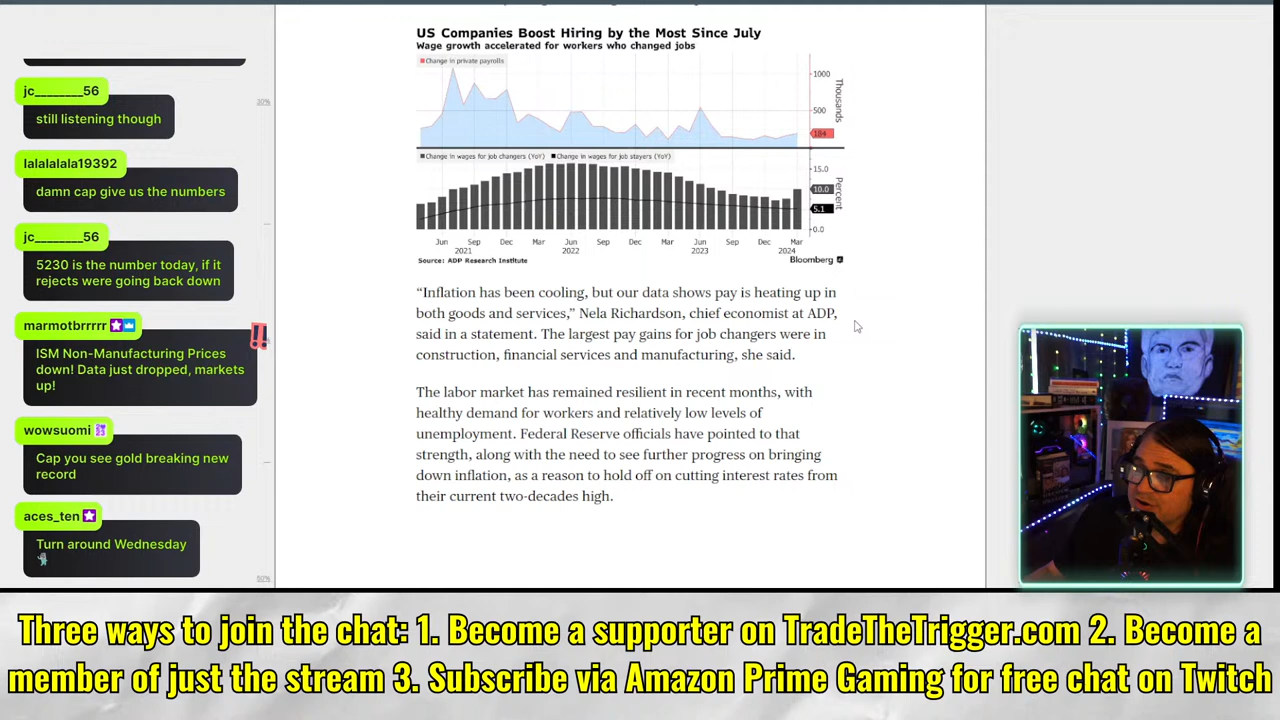 jc________56
still listening though
lalalalala19392
damn cap give us the numbers
jc________56
5230 is the number today, if it
rejects were going back down
marmotbrrrrr
ISM Non-Manufacturing Prices
down! Data just dropped, markets
up!
wowsuomi
Cap you see gold breaking new
record
aces_ten
Turn around Wednesday
30%
60%
US Companies Boost Hiring by the Most Since July
Wage growth accelerated for workers who changed jobs
Change in private payrolls
1000
500
184
Thousands
Change in wages for job changers (YoY) Change in wages for job stayers (YoY)
15.0
10.0
5.1
0.0
Percent
Jun Sep Dec Mar Jun Sep Dec Mar Jun Sep Dec Mar
2021 2022 2023 2024
Source: ADP Research Institute
Bloomberg
“Inflation has been cooling, but our data shows pay is heating up in
both goods and services,” Nela Richardson, chief economist at ADP,
said in a statement. The largest pay gains for job changers were in
construction, financial services and manufacturing, she said.
The labor market has remained resilient in recent months, with
healthy demand for workers and relatively low levels of
unemployment. Federal Reserve officials have pointed to that
strength, along with the need to see further progress on bringing
down inflation, as a reason to hold off on cutting interest rates from
their current two-decades high.
Three ways to join the chat: 1. Become a supporter on TradeTheTrigger.com 2. Become a
member of just the stream 3. Subscribe via Amazon Prime Gaming for free chat on Twitch